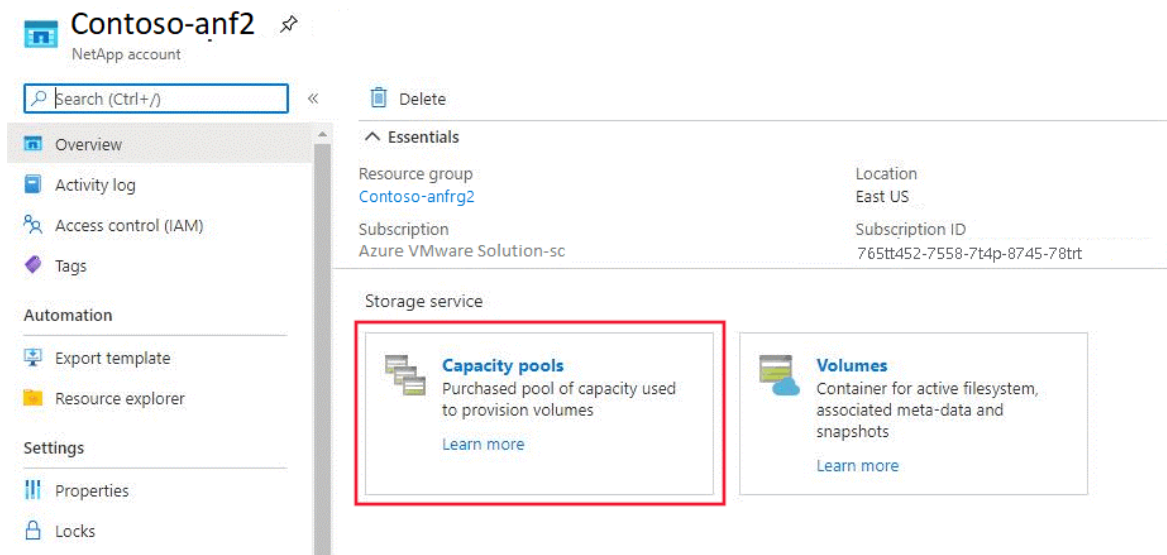 Contoso-anf2
NetApp account
Search (Ctrl+/)
«
Delete
Overview
Activity log
Access control (IAM)
Tags
Automation
Export template
Resource explorer
Settings
Properties
Locks
Essentials
Resource group
Contoso-anfrg2
Location
East US
Subscription
Azure VMware Solution-sc
Subscription ID
765tt452-7558-7t4p-8745-78trt
Storage service
Capacity pools
Purchased pool of capacity used
to provision volumes
Learn more
Volumes
Container for active filesystem,
associated meta-data and
snapshots
Learn more